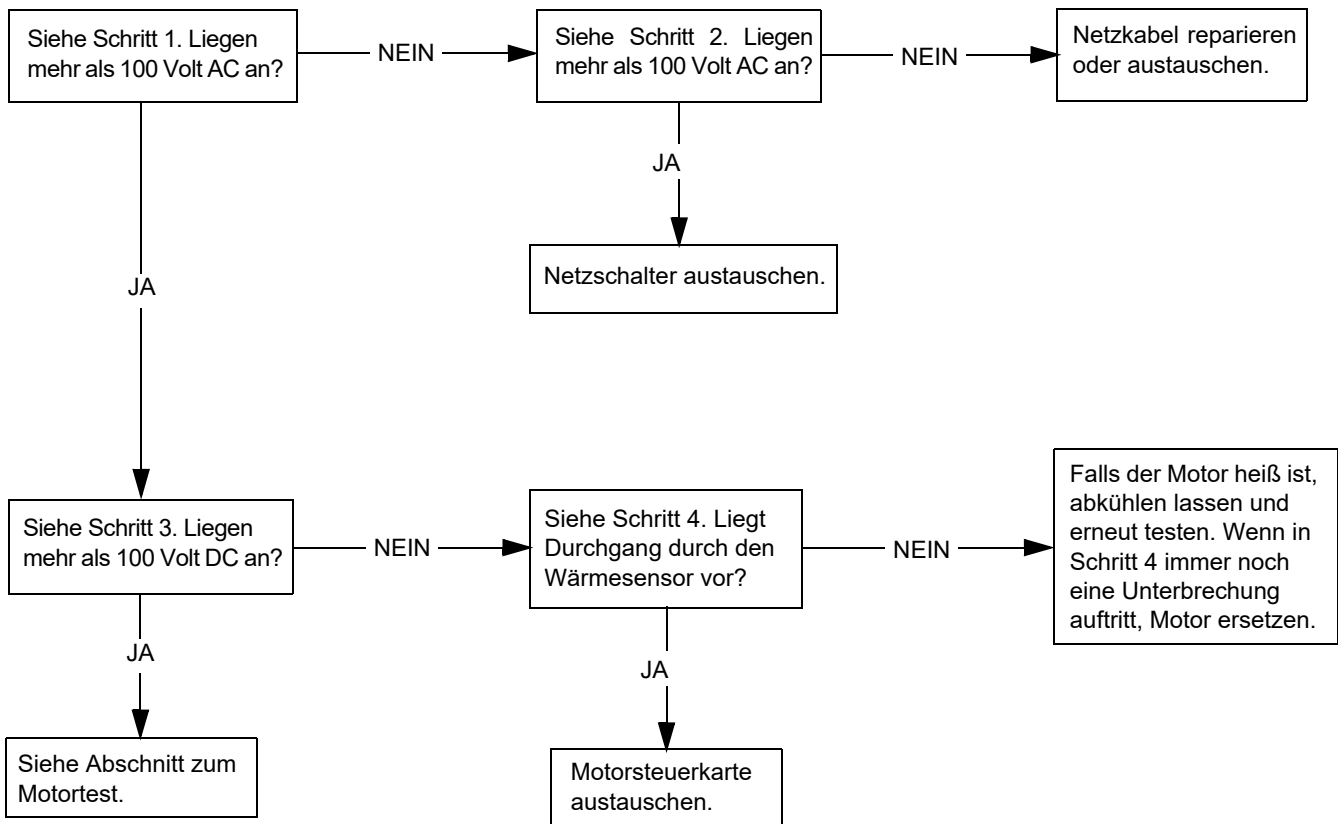 Siehe Schritt 1. Liegen
mehr als 100 Volt AC an?
NEIN
Siehe Schritt 2. Liegen
mehr als 100 Volt AC an?
NEIN
Netzkabel reparieren
oder austauschen.
JA
Netzschalter austauschen.
JA
Siehe Schritt 3. Liegen
mehr als 100 Volt DC an?
NEIN
Siehe Schritt 4. Liegt
Durchgang durch den
Wärmesensor vor?
NEIN
Falls der Motor heiß ist,
abkühlen lassen und
erneut testen. Wenn in
Schritt 4 immer noch
eine Unterbrechung
auftritt, Motor ersetzen.
JA
Siehe Abschnitt zum
Motortest.
JA
Motorsteuerkarte
austauschen.